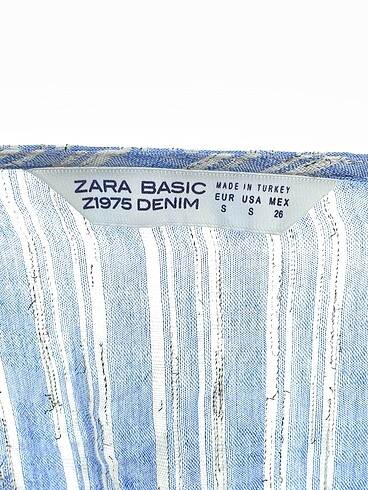 ZARA BASIC
Z1975 DENIM
MADE IN TURKEY
EUR USA MEX
S S 26